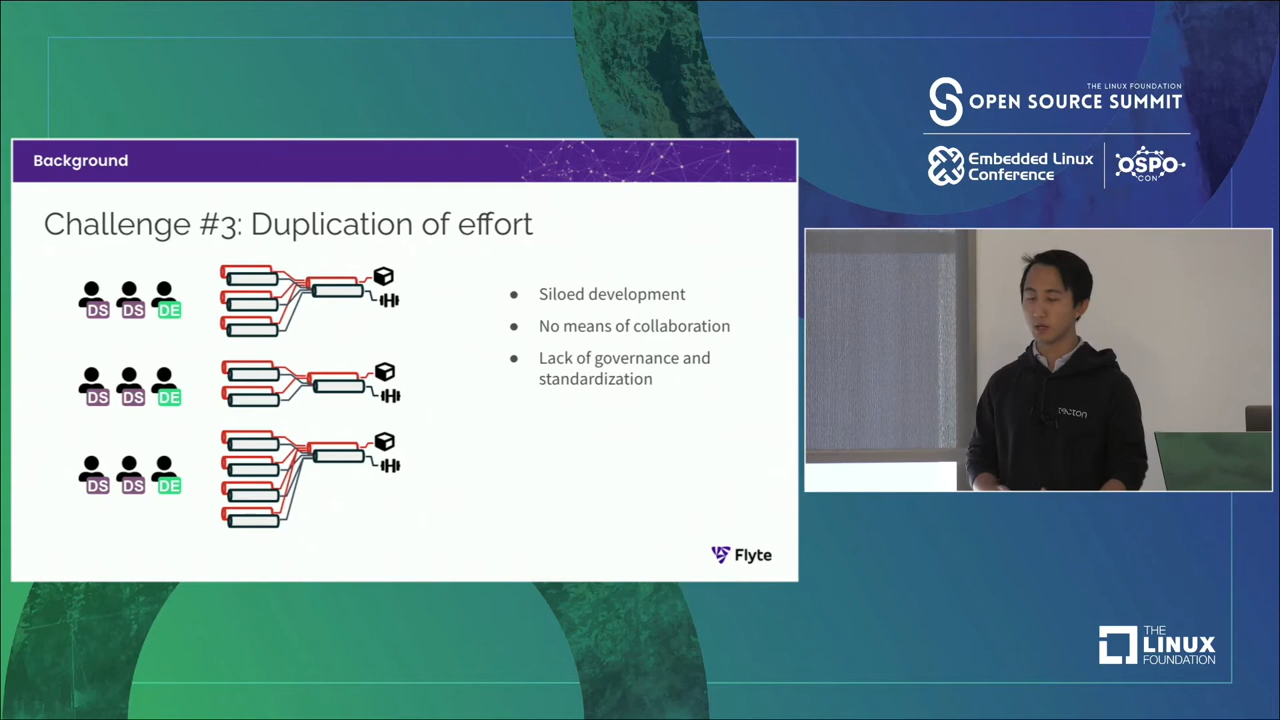 THE LINUX FOUNDATION
OPEN SOURCE SUMMIT
Embedded Linux
Conference
OSPO
CON
Background
Challenge #3: Duplication of effort
DS DS DE
DS DS DE
DS DS DE
● Siloed development
● No means of collaboration
● Lack of governance and
standardization
Flyte
tecton
THE
LINUX
FOUNDATION